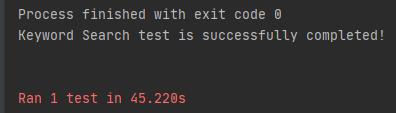 Process finished with exit code 0
Keyword Search test is successfully completed!
Ran 1 test in 45.220s